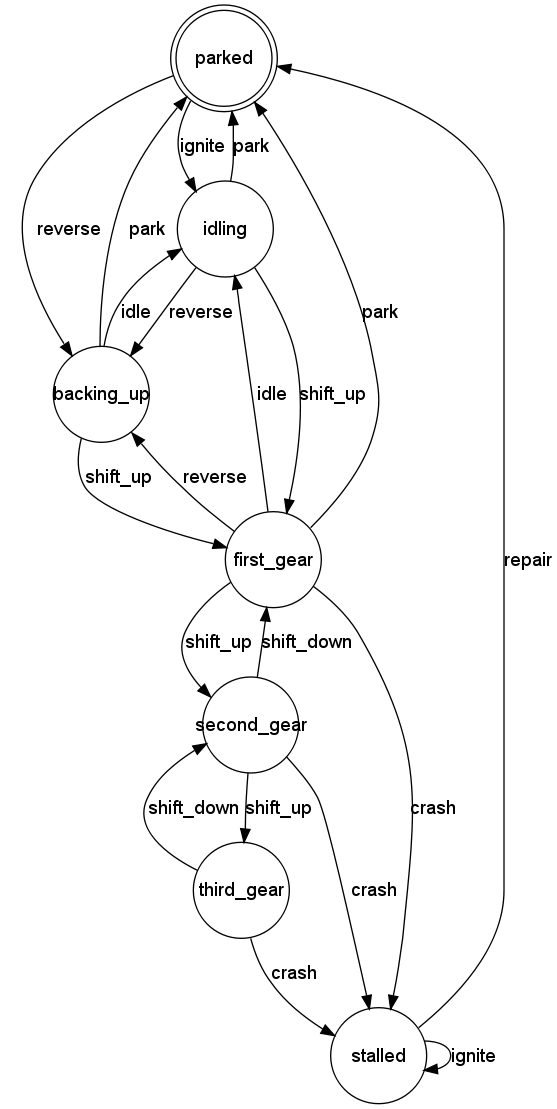 parked
ignite
park
reverse
park
idling
idle
reverse
park
backing_up
idle
shift_up
shift_up
reverse
first_gear
repair
shift_up
shift_down
second_gear
shift_down
shift_up
crash
third_gear
crash
crash
stalled
ignite